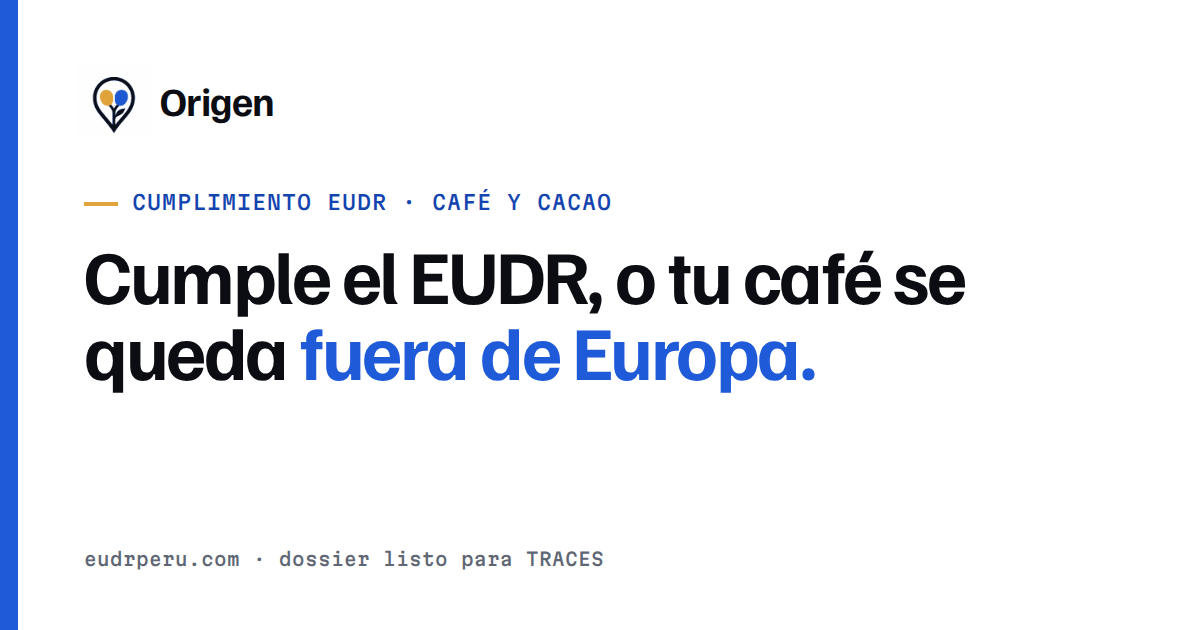 Origen
CUMPLIMIENTO EUDR · CAFÉ Y CACAO
Cumple el EUDR, o tu café se
queda fuera de Europa.
eudrperu.com · dossier listo para TRACES